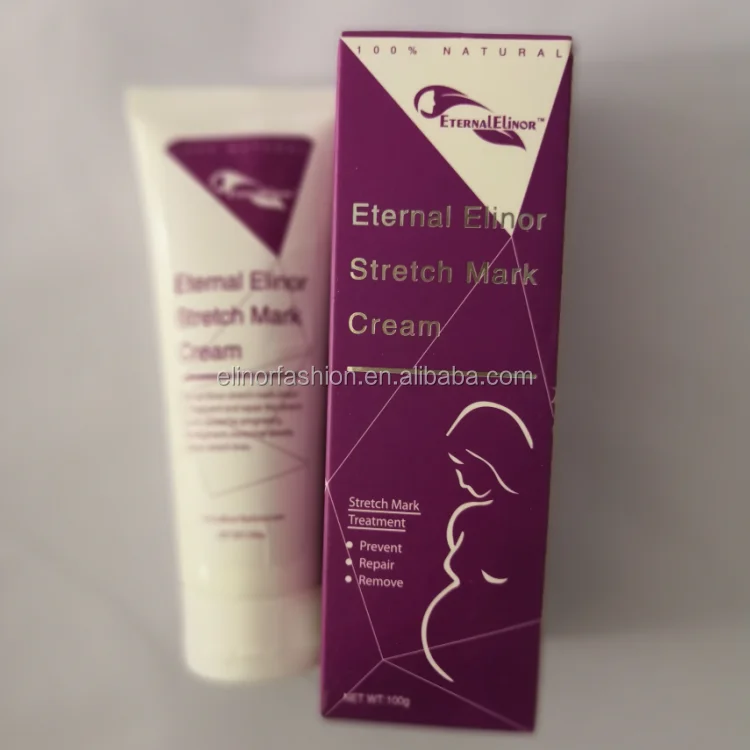 100% NATURAL
ETERNALELINOR™
Eternal Elinor
Stretch Mark
Cream
Stretch Mark
Treatment
• Prevent
• Repair
• Remove
NET WT 100g
Eternal Elinor
Stretch Mark
Cream
elinorfashion.en.alibaba.com